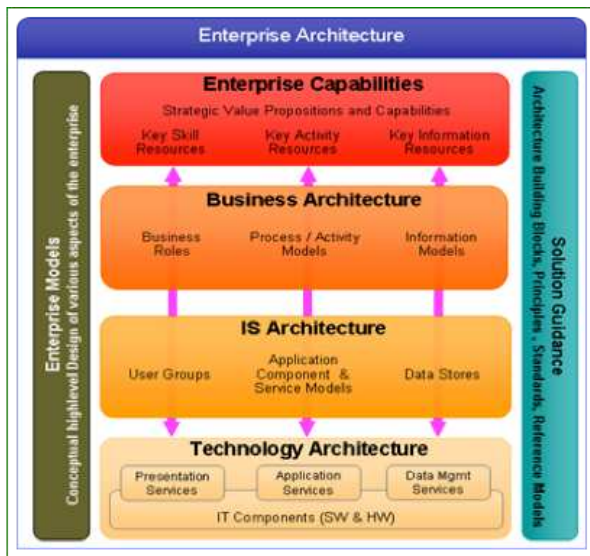 Enterprise Architecture
Enterprise Models
Conceptual highlevel Design of various aspects of the enterprise
Enterprise Capabilities
Strategic Value Propositions and Capabilities
Key Skill Resources
Key Activity Resources
Key Information Resources
Business Architecture
Business Roles
Process / Activity Models
Information Models
IS Architecture
User Groups
Application Component & Service Models
Data Stores
Technology Architecture
Presentation Services
Application Services
Data Mgmt Services
IT Components (SW & HW)
Solution Guidance
Architecture Building Blocks, Principles , Standards, Reference Models